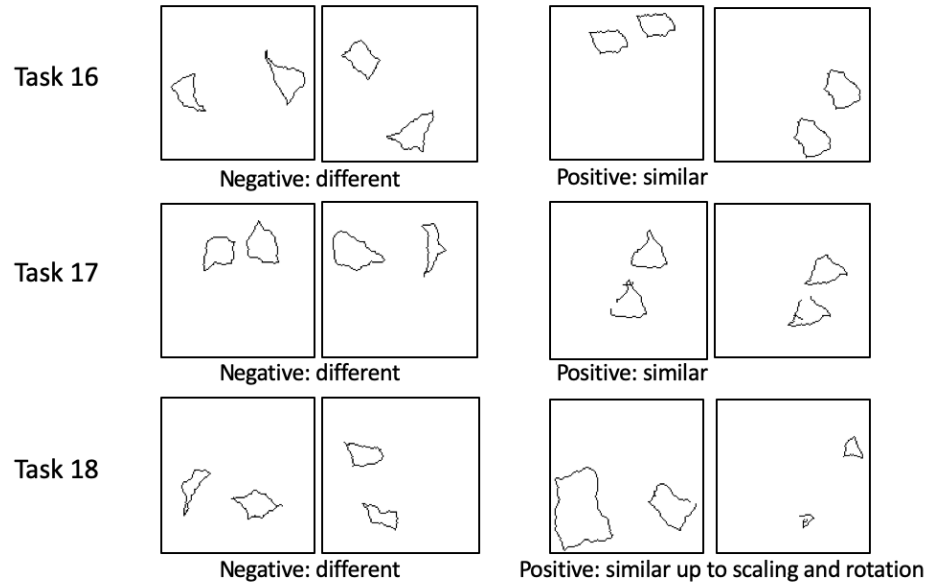 Task 16
Negative: different
Positive: similar
Task 17
Negative: different
Positive: similar
Task 18
Negative: different
Positive: similar up to scaling and rotation